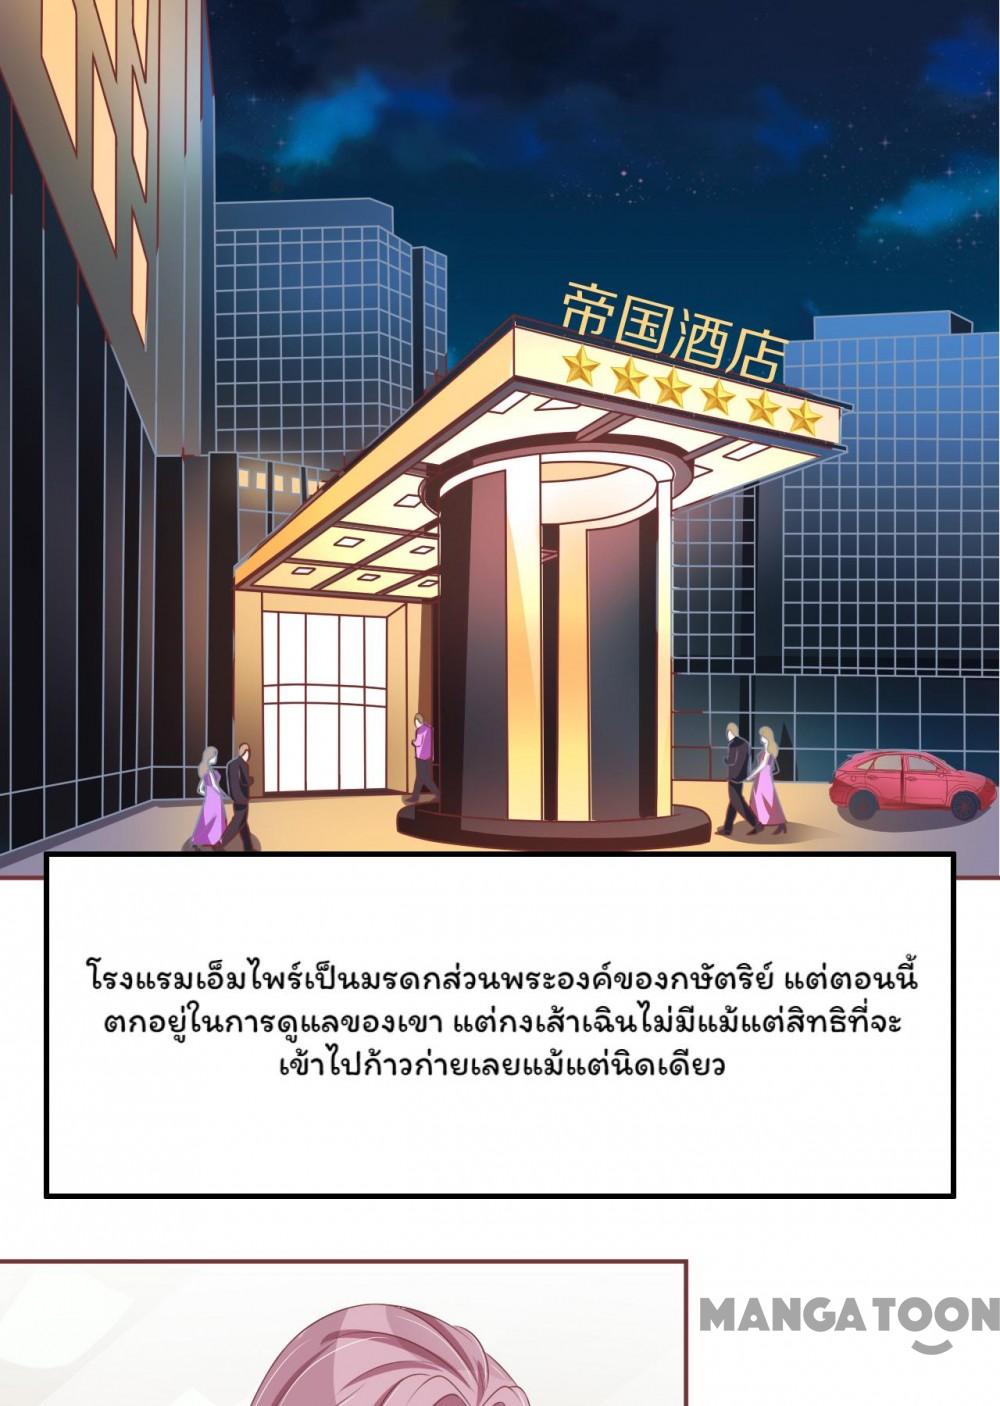 帝国酒店
โรงแรมเอ็มไพร์เป็นมรดกส่วนพระองค์ของกษัตริย์ แต่ตอนนี้
ตกอยู่ในการดูแลของเขา แต่กงเส้าเฉินไม่มีแม้แต่สิทธิที่จะ
เข้าไปก้าวก่ายเลยแม้แต่นิดเดียว
MANGA TOON